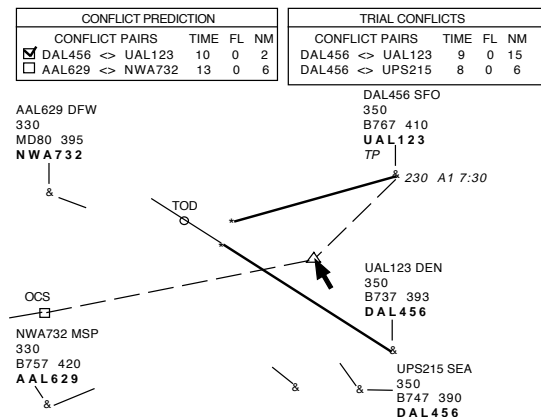 CONFLICT PREDICTION
CONFLICT PAIRS TIME FL NM
DAL456 <> UAL123 10 0 2
AAL629 <> NWA732 13 0 6
TRIAL CONFLICTS
CONFLICT PAIRS TIME FL NM
DAL456 <> UAL123 9 0 15
DAL456 <> UPS215 8 0 6
AAL629 DFW
330
MD80 395
NWA732
&
DAL456 SFO
350
B767 410
UAL123
TP
& 230 A1 7:30
TOD
*
*
UAL123 DEN
350
B737 393
DAL456
&
OCS
NWA732 MSP
330
B757 420
AAL629
&
&
&
UPS215 SEA
350
B747 390
DAL456